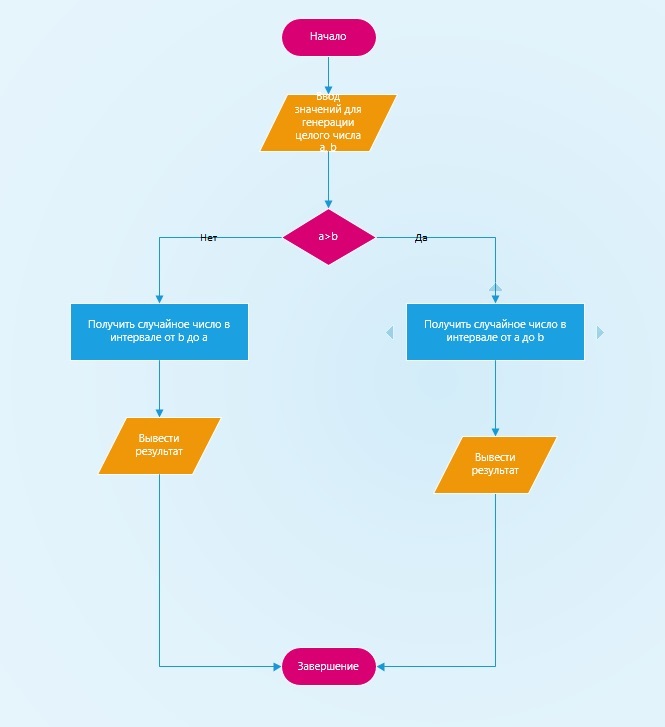 Начало
Ввод
значений для
генерации
целого числа
a, b
a>b
Нет
Да
Получить случайное число в
интервале от b до a
Получить случайное число в
интервале от a до b
Вывести
результат
Вывести
результат
Завершение